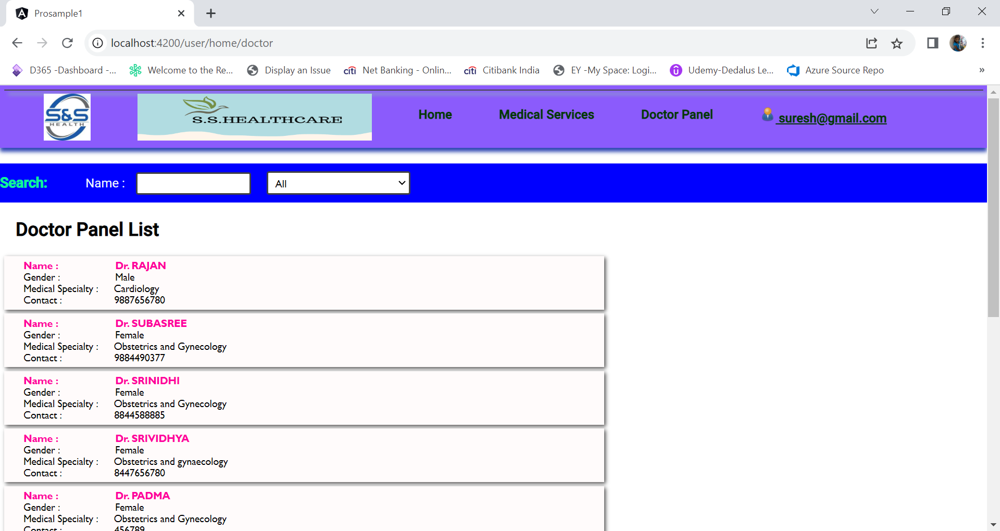 Prosample1
localhost:4200/user/home/doctor
D365 -Dashboard -...
Welcome to the Re...
Display an Issue
citi Net Banking - Onlin...
citi Citibank India
EY -My Space: Logi...
Udemy-Dedalus Le...
Azure Source Repo
»
S&S
HEALTH
S.S.HEALTHCARE
Home
Medical Services
Doctor Panel
suresh@gmail.com
Search: Name : All
Doctor Panel List
Name : Dr. RAJAN
Gender : Male
Medical Specialty : Cardiology
Contact : 9887656780
Name : Dr. SUBASREE
Gender : Female
Medical Specialty : Obstetrics and Gynecology
Contact : 9884490377
Name : Dr. SRINIDHI
Gender : Female
Medical Specialty : Obstetrics and Gynecology
Contact : 8844588885
Name : Dr. SRIVIDHYA
Gender : Female
Medical Specialty : Obstetrics and gynaecology
Contact : 8447656780
Name : Dr. PADMA
Gender : Female
Medical Specialty : Obstetrics and Gynecology
Contact : 456789